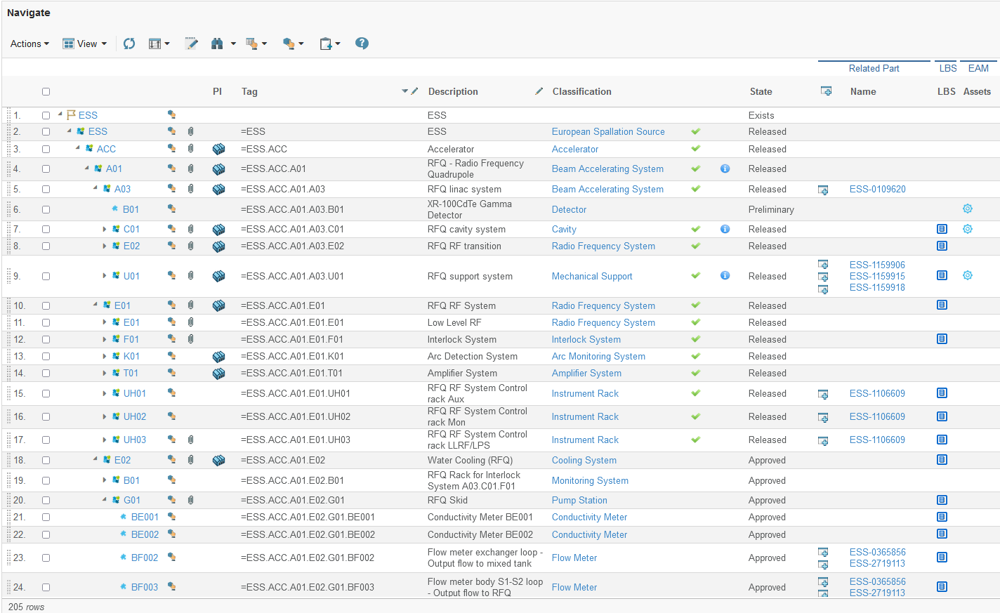 Navigate
Actions View
Related Part LBS EAM
PI Tag Description Classification State Name LBS Assets
1. ESS ESS Exists
2. ESS =ESS ESS European Spallation Source Released
3. ACC =ESS.ACC Accelerator Accelerator Released
4. A01 =ESS.ACC.A01 RFQ - Radio Frequency Beam Accelerating System Released
Quadrupole
5. A03 =ESS.ACC.A01.A03 RFQ linac system Beam Accelerating System Released ESS-0109620
6. B01 =ESS.ACC.A01.A03.B01 XR-100CdTe Gamma Detector Preliminary
Detector
7. C01 =ESS.ACC.A01.A03.C01 RFQ cavity system Cavity Released
8. E02 =ESS.ACC.A01.A03.E02 RFQ RF transition Radio Frequency System Released
9. U01 =ESS.ACC.A01.A03.U01 RFQ support system Mechanical Support Released ESS-1159906
ESS-1159915
ESS-1159918
10. E01 =ESS.ACC.A01.E01 RFQ RF System Radio Frequency System Released
11. E01 =ESS.ACC.A01.E01.E01 Low Level RF Radio Frequency System Released
12. F01 =ESS.ACC.A01.E01.F01 Interlock System Interlock System Released
13. K01 =ESS.ACC.A01.E01.K01 Arc Detection System Arc Monitoring System Released
14. T01 =ESS.ACC.A01.E01.T01 Amplifier System Amplifier System Released
15. UH01 =ESS.ACC.A01.E01.UH01 RFQ RF System Control Instrument Rack Released ESS-1106609
rack Aux
16. UH02 =ESS.ACC.A01.E01.UH02 RFQ RF System Control Instrument Rack Released ESS-1106609
rack Mon
17. UH03 =ESS.ACC.A01.E01.UH03 RFQ RF System Control Instrument Rack Released ESS-1106609
rack LLRF/LPS
18. E02 =ESS.ACC.A01.E02 Water Cooling (RFQ) Cooling System Approved
19. B01 =ESS.ACC.A01.E02.B01 RFQ Rack for Interlock Monitoring System Approved
System A03.C01.F01
20. G01 =ESS.ACC.A01.E02.G01 RFQ Skid Pump Station Approved
21. BE001 =ESS.ACC.A01.E02.G01.BE001 Conductivity Meter BE001 Conductivity Meter Approved
22. BE002 =ESS.ACC.A01.E02.G01.BE002 Conductivity Meter BE002 Conductivity Meter Approved
23. BF002 =ESS.ACC.A01.E02.G01.BF002 Flow meter exchanger loop - Flow Meter Approved ESS-0365856
Output flow to mixed tank ESS-2719113
24. BF003 =ESS.ACC.A01.E02.G01.BF003 Flow meter body S1-S2 loop Flow Meter Approved ESS-0365856
- Output flow to RFQ ESS-2719113
205 rows